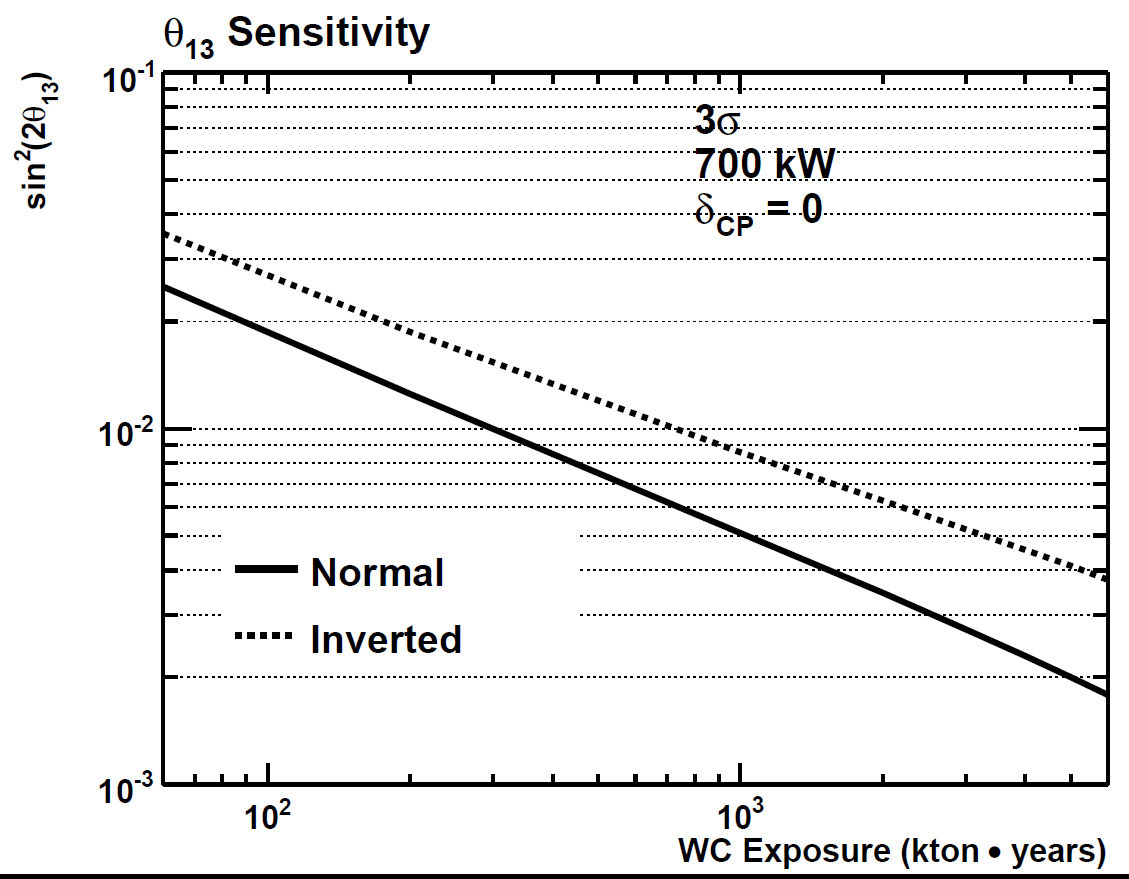 θ₁₃ Sensitivity
sin²(2θ₁₃)
10⁻¹
3σ
700 kW
δ_CP = 0
10⁻²
Normal
Inverted
10⁻³
10² 10³
WC Exposure (kton • years)